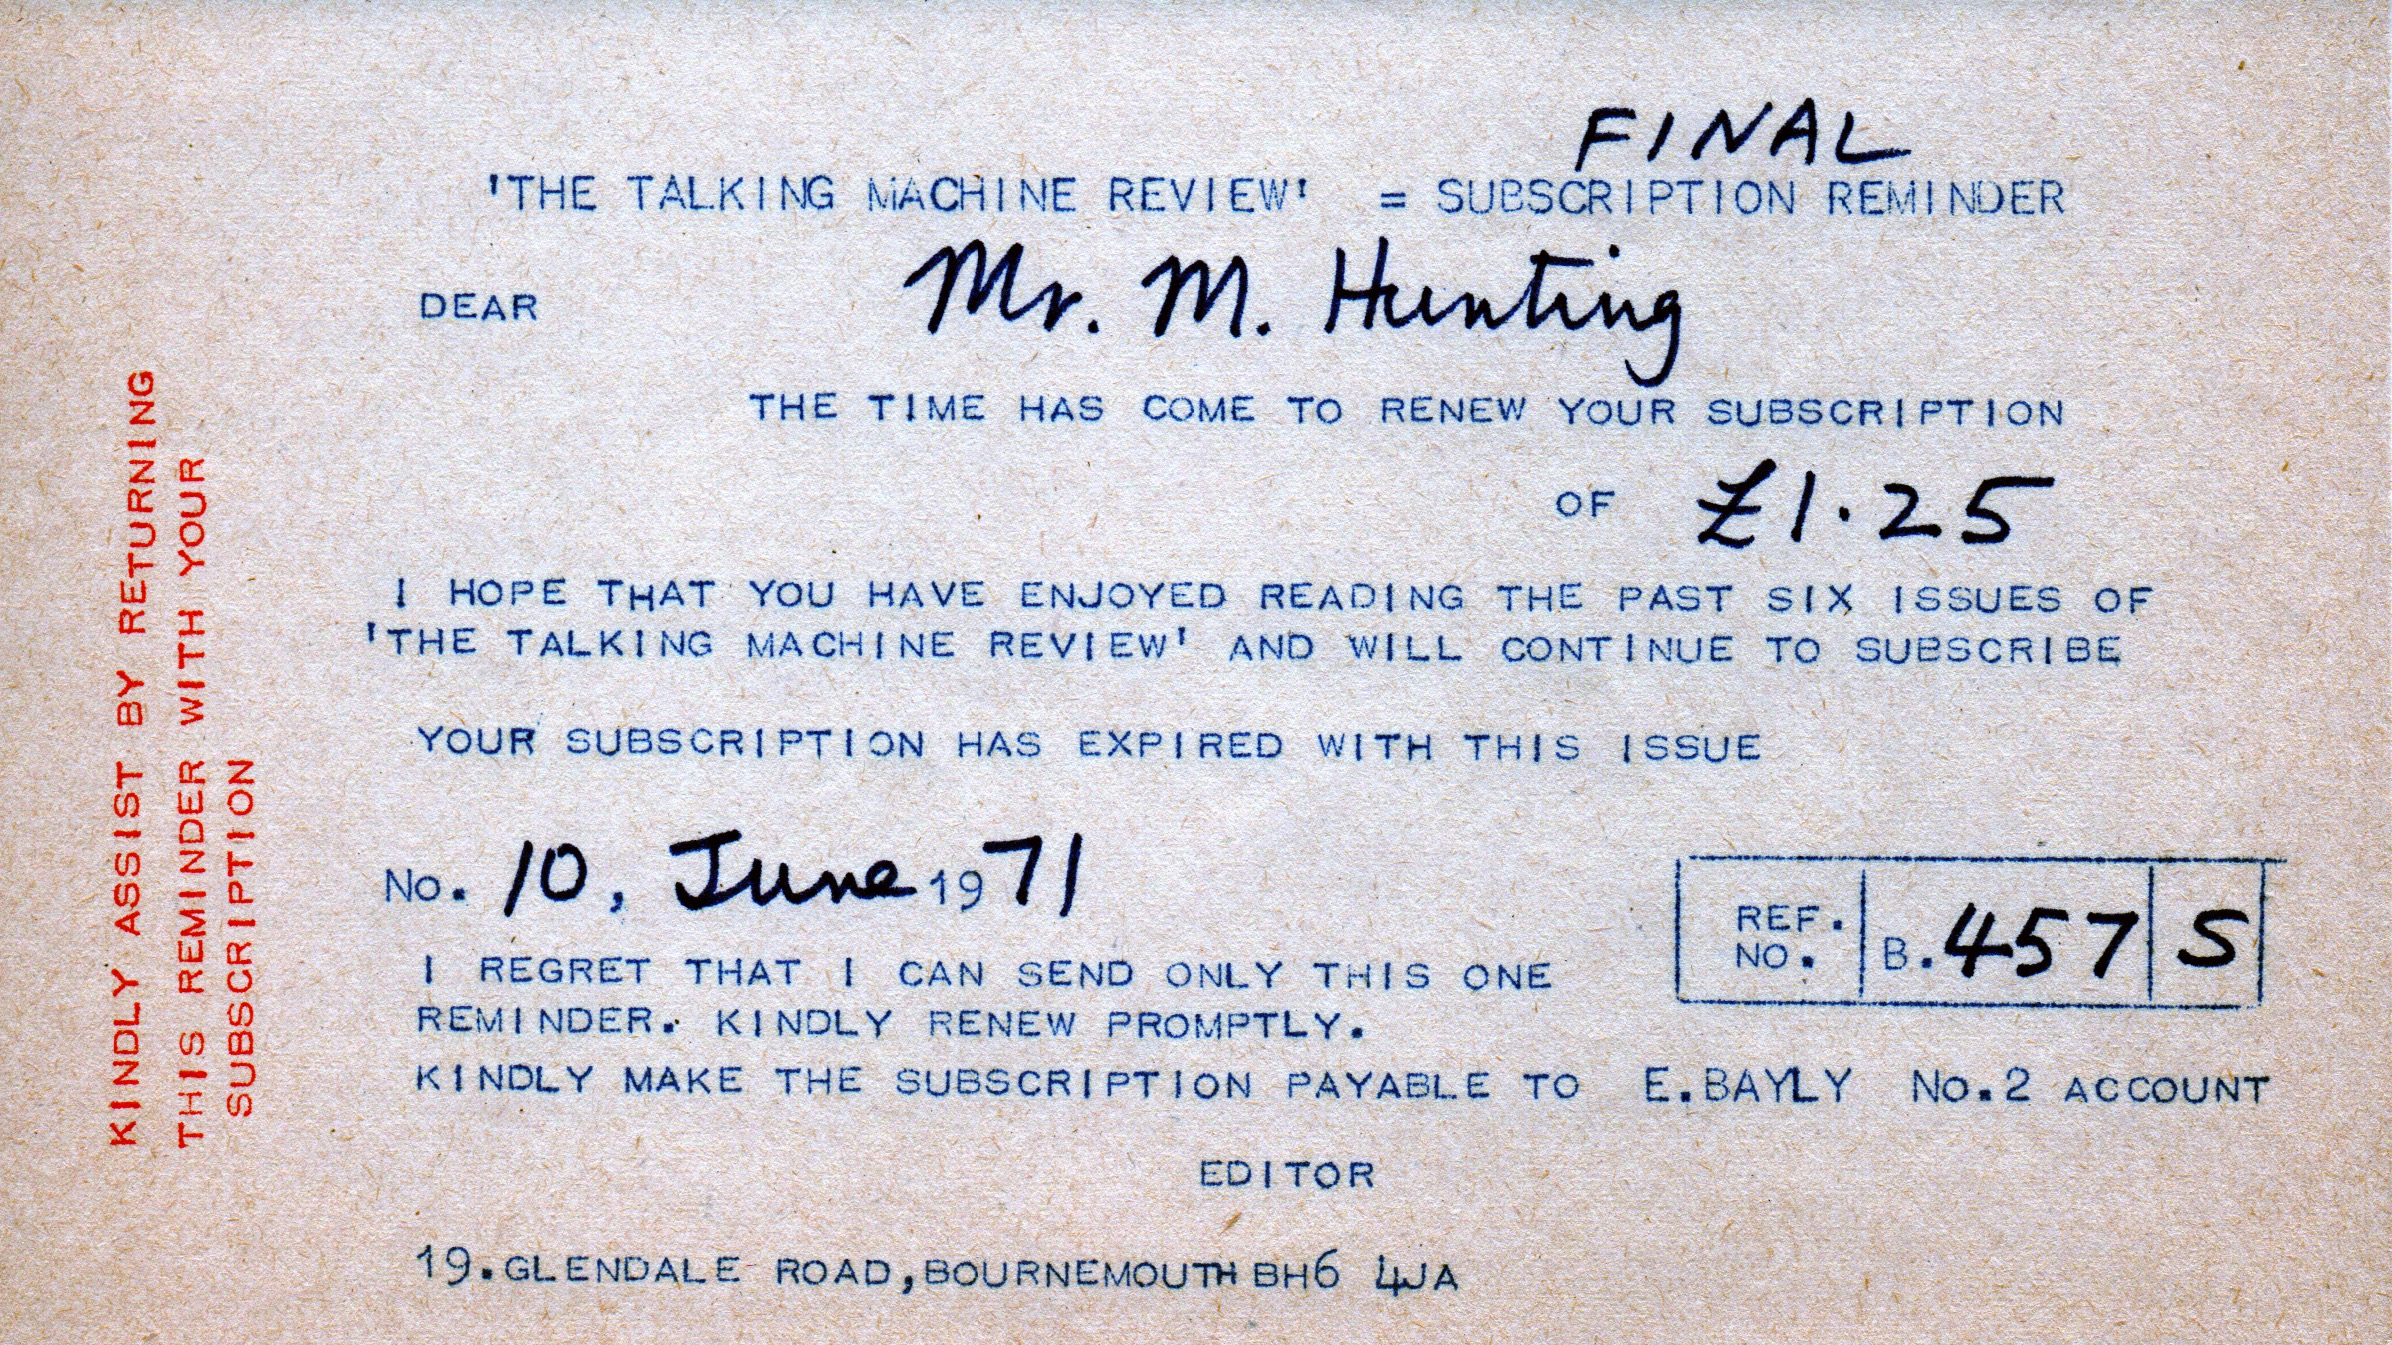 FINAL
'THE TALKING MACHINE REVIEW' = SUBSCRIPTION REMINDER
DEAR Mr. M. Hunting
THE TIME HAS COME TO RENEW YOUR SUBSCRIPTION
OF £1.25
I HOPE THAT YOU HAVE ENJOYED READING THE PAST SIX ISSUES OF
'THE TALKING MACHINE REVIEW' AND WILL CONTINUE TO SUBSCRIBE
YOUR SUBSCRIPTION HAS EXPIRED WITH THIS ISSUE
No. 10, June 1971
REF. NO. B.457 S
I REGRET THAT I CAN SEND ONLY THIS ONE
REMINDER. KINDLY RENEW PROMPTLY.
KINDLY MAKE THE SUBSCRIPTION PAYABLE TO E.BAYLY No.2 ACCOUNT
EDITOR
19.GLENDALE ROAD,BOURNEMOUTH BH6 4JA
KINDLY ASSIST BY RETURNING
THIS REMINDER WITH YOUR
SUBSCRIPTION